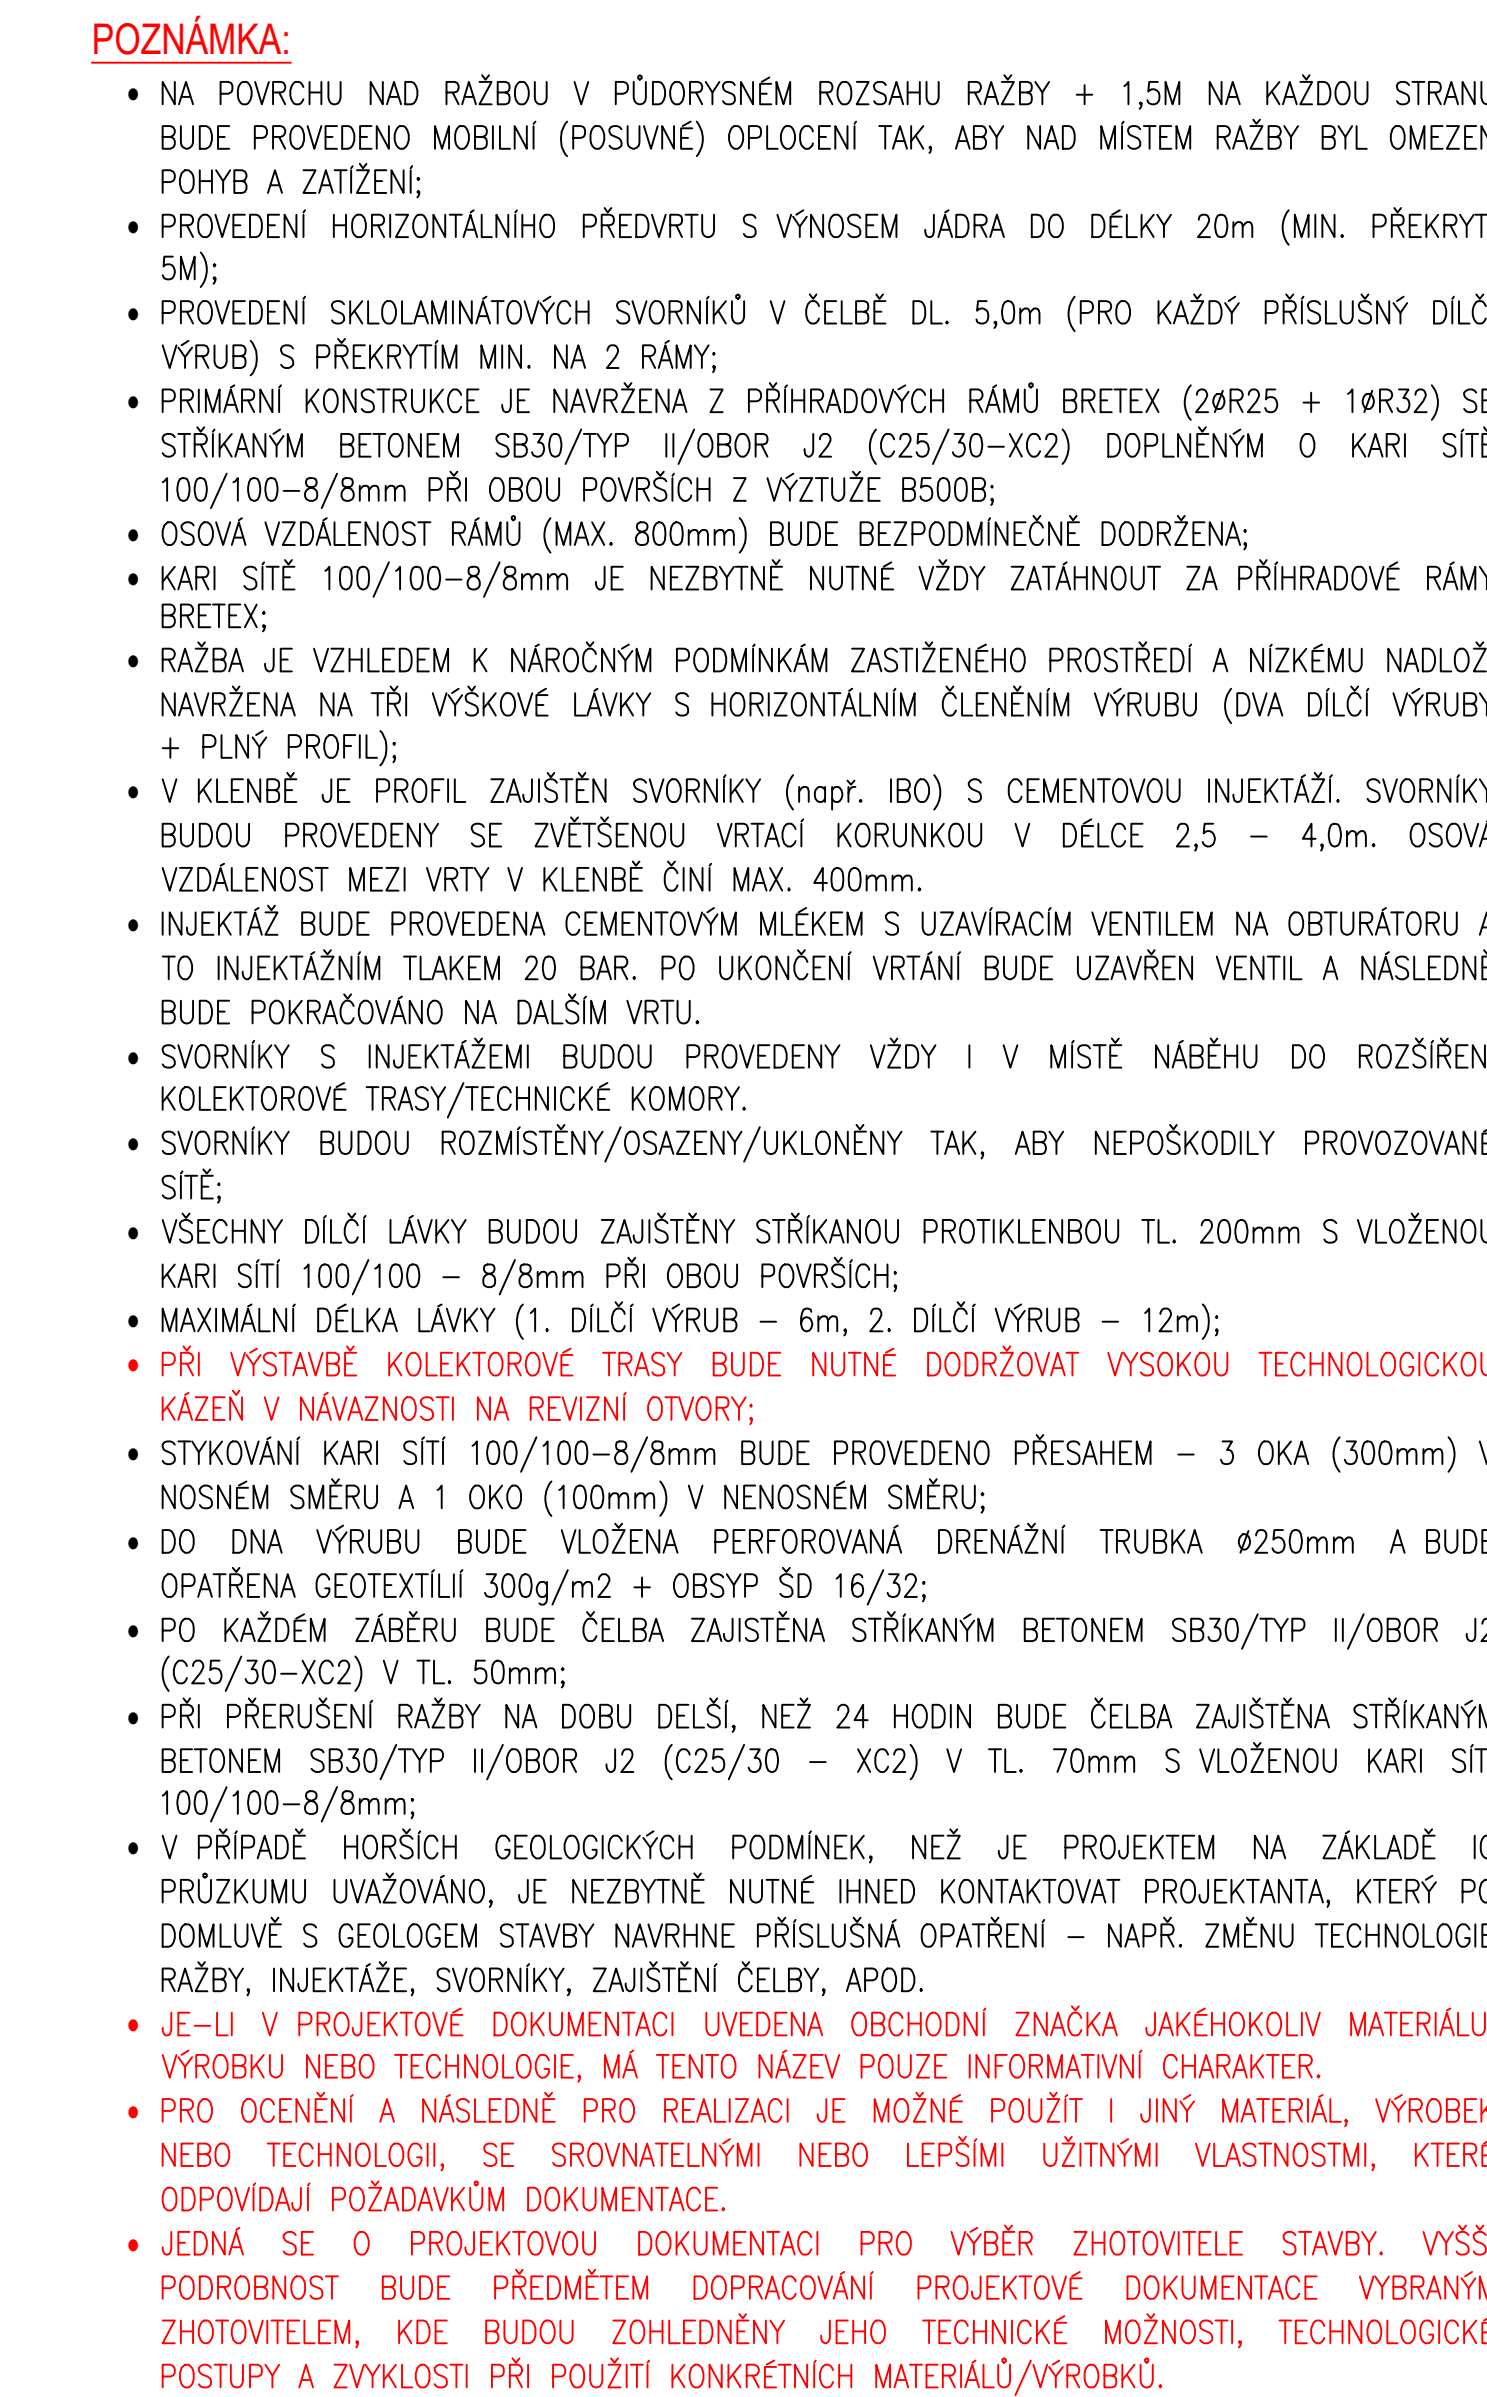 POZNÁMKA:
• NA POVRCHU NAD RAŽBOU V PŮDORYSNÉM ROZSAHU RAŽBY + 1,5M NA KAŽDOU STRANU
BUDE PROVEDENO MOBILNÍ (POSUVNÉ) OPLOCENÍ TAK, ABY NAD MÍSTEM RAŽBY BYL OMEZEN
POHYB A ZATÍŽENÍ;
• PROVEDENÍ HORIZONTÁLNÍHO PŘEDVRTU S VÝNOSEM JÁDRA DO DÉLKY 20m (MIN. PŘEKRYTÍ
5M);
• PROVEDENÍ SKLOLAMINÁTOVÝCH SVORNÍKŮ V ČELBĚ DL. 5,0m (PRO KAŽDÝ PŘÍSLUŠNÝ DÍLČÍ
VÝRUB) S PŘEKRYTÍM MIN. NA 2 RÁMY;
• PRIMÁRNÍ KONSTRUKCE JE NAVRŽENA Z PŘÍHRADOVÝCH RÁMŮ BRETEX (2øR25 + 1øR32) SE
STŘÍKANÝM BETONEM SB30/TYP II/OBOR J2 (C25/30-XC2) DOPLNĚNÝM O KARI SÍTĚ
100/100-8/8mm PŘI OBOU POVRŠÍCH Z VÝZTUŽE B500B;
• OSOVÁ VZDÁLENOST RÁMŮ (MAX. 800mm) BUDE BEZPODMÍNEČNĚ DODRŽENA;
• KARI SÍTĚ 100/100-8/8mm JE NEZBYTNĚ NUTNÉ VŽDY ZATÁHNOUT ZA PŘÍHRADOVÉ RÁMY
BRETEX;
• RAŽBA JE VZHLEDEM K NÁROČNÝM PODMÍNKÁM ZASTIŽENÉHO PROSTŘEDÍ A NÍZKÉMU NADLOŽÍ
NAVRŽENA NA TŘI VÝŠKOVÉ LÁVKY S HORIZONTÁLNÍM ČLENĚNÍM VÝRUBU (DVA DÍLČÍ VÝRUBY
+ PLNÝ PROFIL);
• V KLENBĚ JE PROFIL ZAJIŠTĚN SVORNÍKY (např. IBO) S CEMENTOVOU INJEKTÁŽÍ. SVORNÍKY
BUDOU PROVEDENY SE ZVĚTŠENOU VRTACÍ KORUNKOU V DÉLCE 2,5 – 4,0m. OSOVÁ
VZDÁLENOST MEZI VRTY V KLENBĚ ČINÍ MAX. 400mm.
• INJEKTÁŽ BUDE PROVEDENA CEMENTOVÝM MLÉKEM S UZAVÍRACÍM VENTILEM NA OBTURÁTORU A
TO INJEKTÁŽNÍM TLAKEM 20 BAR. PO UKONČENÍ VRTÁNÍ BUDE UZAVŘEN VENTIL A NÁSLEDNĚ
BUDE POKRAČOVÁNO NA DALŠÍM VRTU.
• SVORNÍKY S INJEKTÁŽEMI BUDOU PROVEDENY VŽDY I V MÍSTĚ NÁBĚHU DO ROZŠÍŘENÍ
KOLEKTOROVÉ TRASY/TECHNICKÉ KOMORY.
• SVORNÍKY BUDOU ROZMÍSTĚNY/OSAZENY/UKLONĚNY TAK, ABY NEPOŠKODILY PROVOZOVANÉ
SÍTĚ;
• VŠECHNY DÍLČÍ LÁVKY BUDOU ZAJIŠTĚNY STŘÍKANOU PROTIKLENBOU TL. 200mm S VLOŽENOU
KARI SÍTÍ 100/100 – 8/8mm PŘI OBOU POVRŠÍCH;
• MAXIMÁLNÍ DÉLKA LÁVKY (1. DÍLČÍ VÝRUB – 6m, 2. DÍLČÍ VÝRUB – 12m);
• PŘI VÝSTAVBĚ KOLEKTOROVÉ TRASY BUDE NUTNÉ DODRŽOVAT VYSOKOU TECHNOLOGICKOU
KÁZEŇ V NÁVAZNOSTI NA REVIZNÍ OTVORY;
• STYKOVÁNÍ KARI SÍTÍ 100/100-8/8mm BUDE PROVEDENO PŘESAHEM – 3 OKA (300mm) V
NOSNÉM SMĚRU A 1 OKO (100mm) V NENOSNÉM SMĚRU;
• DO DNA VÝRUBU BUDE VLOŽENA PERFOROVANÁ DRENÁŽNÍ TRUBKA ø250mm A BUDE
OPATŘENA GEOTEXTÍLIÍ 300g/m2 + OBSYP ŠD 16/32;
• PO KAŽDÉM ZÁBĚRU BUDE ČELBA ZAJISTĚNA STŘÍKANÝM BETONEM SB30/TYP II/OBOR J2
(C25/30-XC2) V TL. 50mm;
• PŘI PŘERUŠENÍ RAŽBY NA DOBU DELŠÍ, NEŽ 24 HODIN BUDE ČELBA ZAJIŠTĚNA STŘÍKANÝM
BETONEM SB30/TYP II/OBOR J2 (C25/30 – XC2) V TL. 70mm S VLOŽENOU KARI SÍTÍ
100/100-8/8mm;
• V PŘÍPADĚ HORŠÍCH GEOLOGICKÝCH PODMÍNEK, NEŽ JE PROJEKTEM NA ZÁKLADĚ
PRŮZKUMU UVAŽOVÁNO, JE NEZBYTNĚ NUTNÉ IHNED KONTAKTOVAT PROJEKTANTA, KTERÝ PO
DOMLUVĚ S GEOLOGEM STAVBY NAVRHNE PŘÍSLUŠNÁ OPATŘENÍ – NAPŘ. ZMĚNU TECHNOLOGIE
RAŽBY, INJEKTÁŽE, SVORNÍKY, ZAJIŠTĚNÍ ČELBY, APOD.
• JE-LI V PROJEKTOVÉ DOKUMENTACI UVEDENA OBCHODNÍ ZNAČKA JAKÉHOKOLIV MATERIÁLU,
VÝROBKU NEBO TECHNOLOGIE, MÁ TENTO NÁZEV POUZE INFORMATIVNÍ CHARAKTER.
• PRO OCENĚNÍ A NÁSLEDNĚ PRO REALIZACI JE MOŽNÉ POUŽÍT I JINÝ MATERIÁL, VÝROBEK
NEBO TECHNOLOGII, SE SROVNATELNÝMI NEBO LEPŠÍMI UŽITNÝMI VLASTNOSTMI, KTERÉ
ODPOVÍDAJÍ POŽADAVKŮM DOKUMENTACE.
• JEDNÁ SE O PROJEKTOVOU DOKUMENTACI PRO VÝBĚR ZHOTOVITELE STAVBY. VYŠŠÍ
PODROBNOST BUDE PŘEDMĚTEM DOPRACOVÁNÍ PROJEKTOVÉ DOKUMENTACE VYBRANÝM
ZHOTOVITELEM, KDE BUDOU ZOHLEDNĚNY JEHO TECHNICKÉ MOŽNOSTI, TECHNOLOGICKÉ
POSTUPY A ZVYKLOSTI PŘI POUŽITÍ KONKRÉTNÍCH MATERIÁLŮ/VÝROBKŮ.